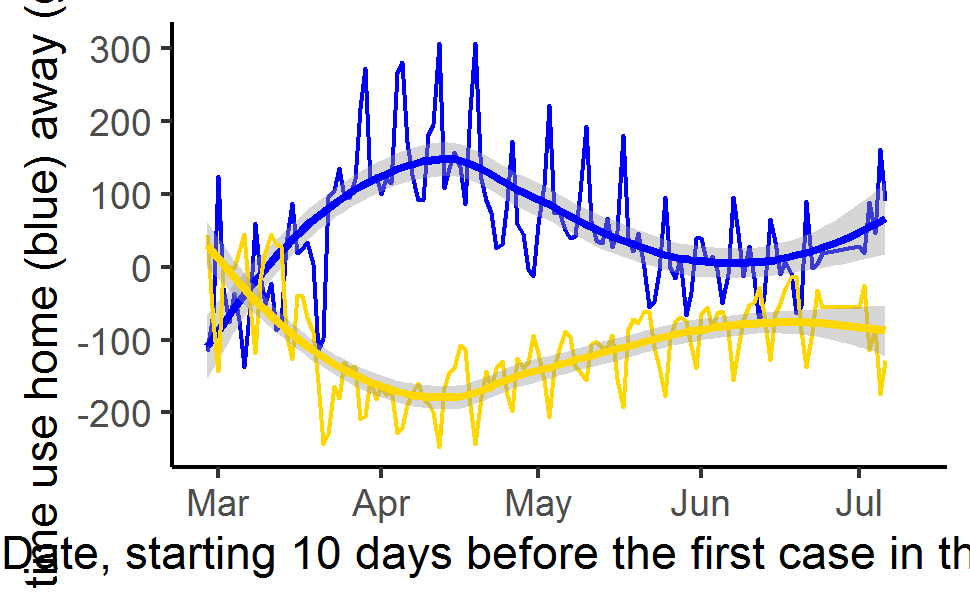 time use home (blue) away (g
300
200
100
0
-100
-200
Mar Apr May Jun Jul
Date, starting 10 days before the first case in th